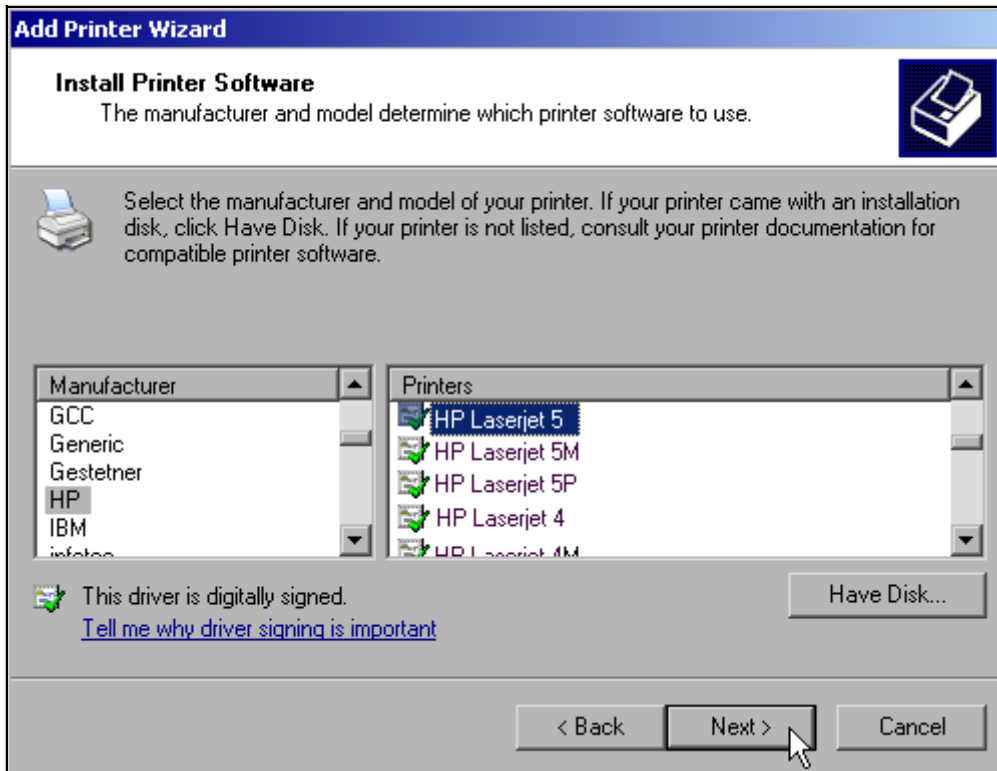 Add Printer Wizard
Install Printer Software
The manufacturer and model determine which printer software to use.
Select the manufacturer and model of your printer. If your printer came with an installation
disk, click Have Disk. If your printer is not listed, consult your printer documentation for
compatible printer software.
Manufacturer
GCC
Generic
Gestetner
HP
IBM
Printers
HP Laserjet 5
HP Laserjet 5M
HP Laserjet 5P
HP Laserjet 4
HP Laserjet 4M
This driver is digitally signed.
Tell me why driver signing is important
Have Disk...
< Back
Next >
Cancel